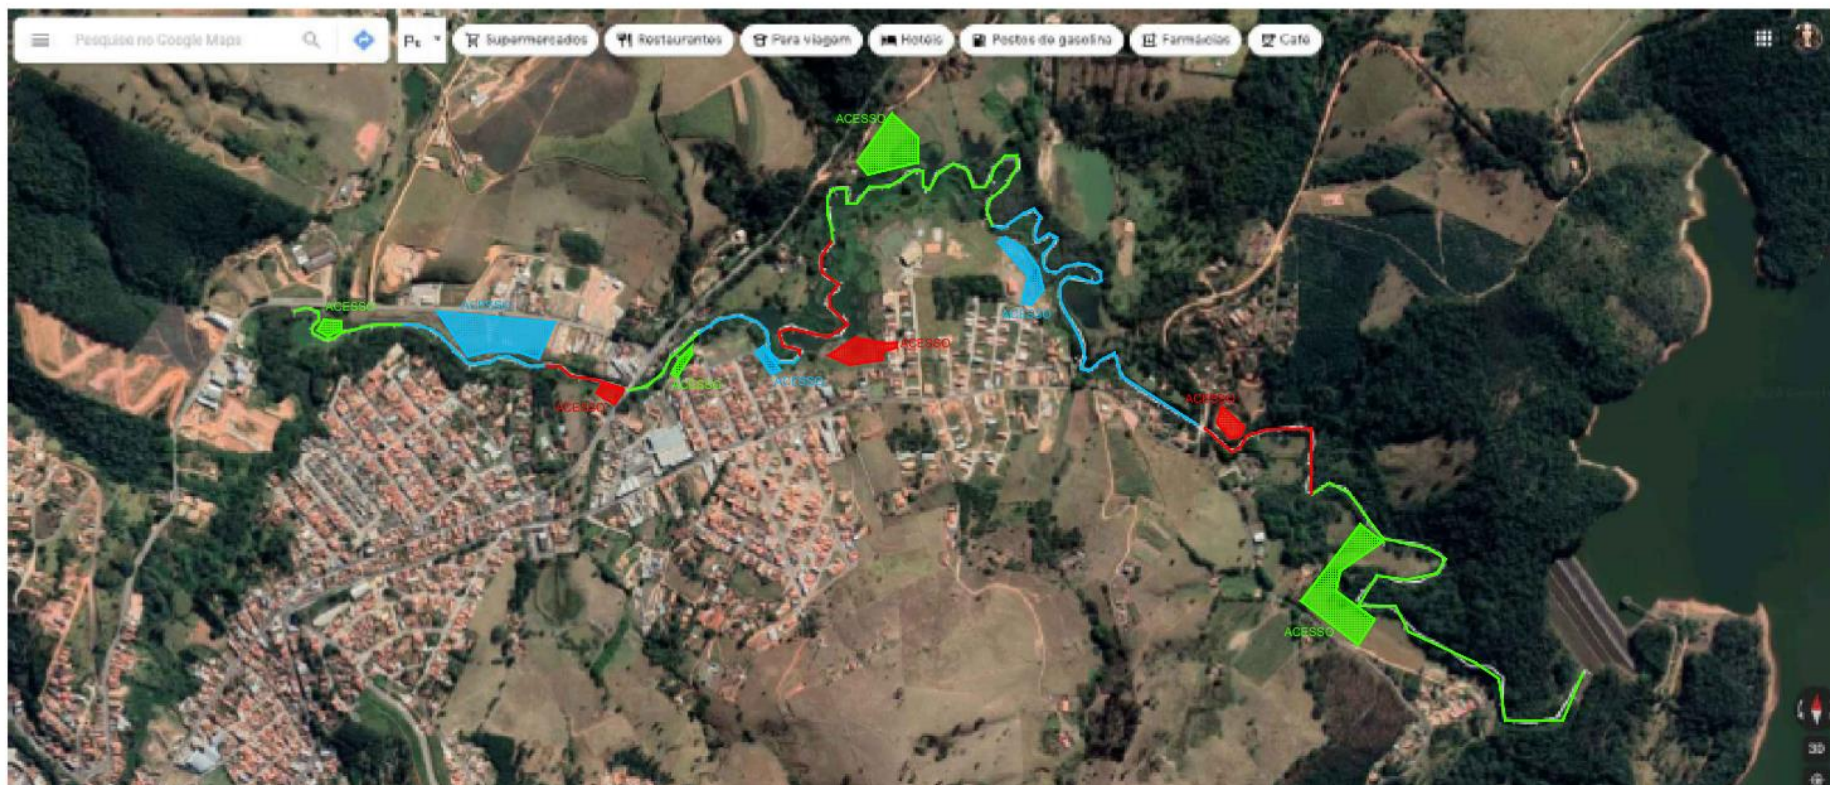 Pesquise no Google Maps
Supermercados
Restaurantes
Para viagem
Hotéis
Postos de gasolina
Farmácias
Café
ACESSO
ACESSO
ACESSO
ACESSO
ACESSO
ACESSO
ACESSO
ACESSO
ACESSO
ACESSO
3D